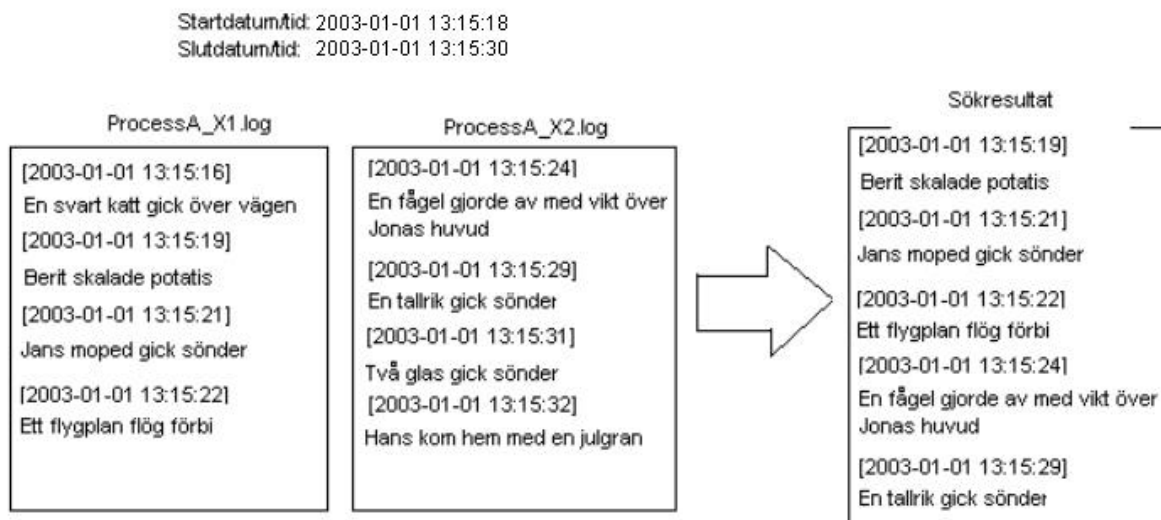 Startdatum/tid: 2003-01-01 13:15:18
Slutdatum/tid: 2003-01-01 13:15:30
ProcessA_X1.log
[2003-01-01 13:15:16]
En svart katt gick över vägen
[2003-01-01 13:15:19]
Berit skalade potatis
[2003-01-01 13:15:21]
Jans moped gick sönder
[2003-01-01 13:15:22]
Ett flygplan flög förbi
ProcessA_X2.log
[2003-01-01 13:15:24]
En fågel gjorde av med vikt över
Jonas huvud
[2003-01-01 13:15:29]
En tallrik gick sönder
[2003-01-01 13:15:31]
Två glas gick sönder
[2003-01-01 13:15:32]
Hans kom hem med en julgran
Sökresultat
[2003-01-01 13:15:19]
Berit skalade potatis
[2003-01-01 13:15:21]
Jans moped gick sönder
[2003-01-01 13:15:22]
Ett flygplan flög förbi
[2003-01-01 13:15:24]
En fågel gjorde av med vikt över
Jonas huvud
[2003-01-01 13:15:29]
En tallrik gick sönder